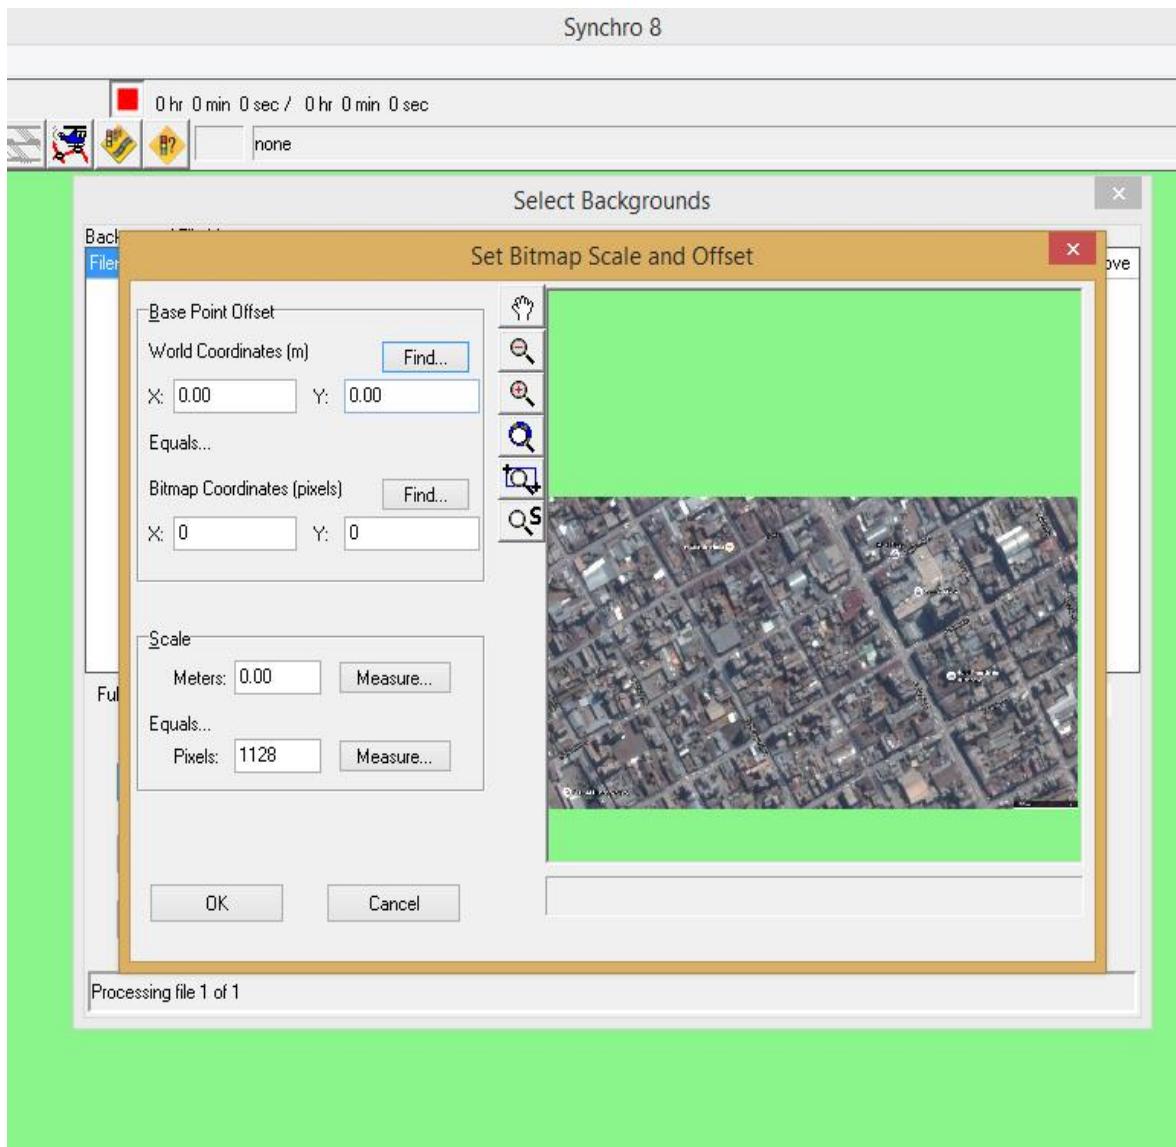 Synchro 8
0 hr 0 min 0 sec / 0 hr 0 min 0 sec
none
Select Backgrounds
Set Bitmap Scale and Offset
Base Point Offset
World Coordinates (m)
Find...
X: 0.00 Y: 0.00
Equals...
Bitmap Coordinates (pixels)
Find...
X: 0 Y: 0
Scale
Meters: 0.00 Measure...
Equals...
Pixels: 1128 Measure...
OK Cancel
Processing file 1 of 1